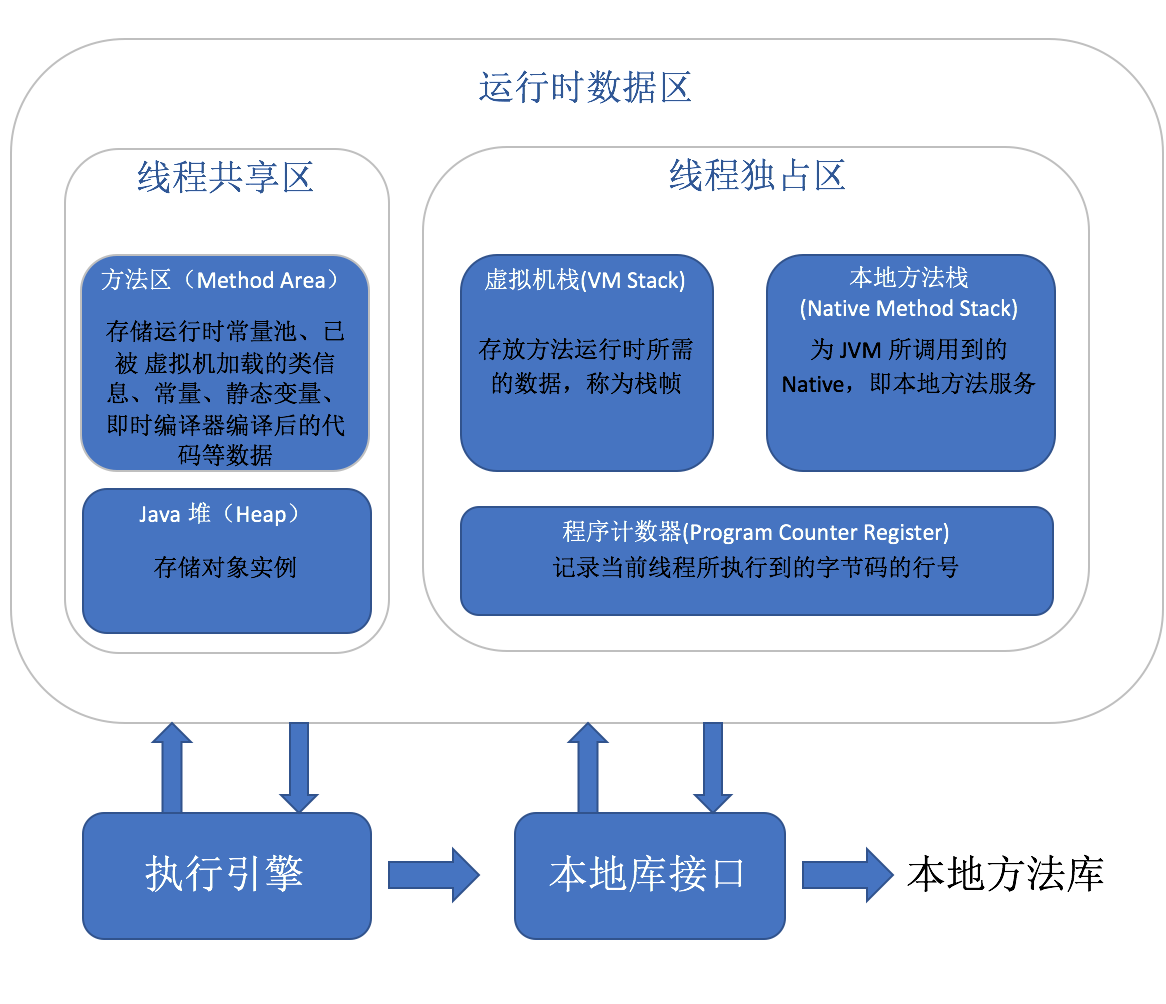 运行时数据区
线程共享区
方法区（Method Area）
存储运行时常量池、已
被 虚拟机加载的类信
息、常量、静态变量、
即时编译器编译后的代
码等数据
Java 堆（Heap）
存储对象实例
线程独占区
虚拟机栈(VM Stack)
存放方法运行时所需
的数据，称为栈帧
本地方法栈
(Native Method Stack)
为 JVM 所调用到的
Native，即本地方法服务
程序计数器(Program Counter Register)
记录当前线程所执行到的字节码的行号
执行引擎
本地库接口
本地方法库